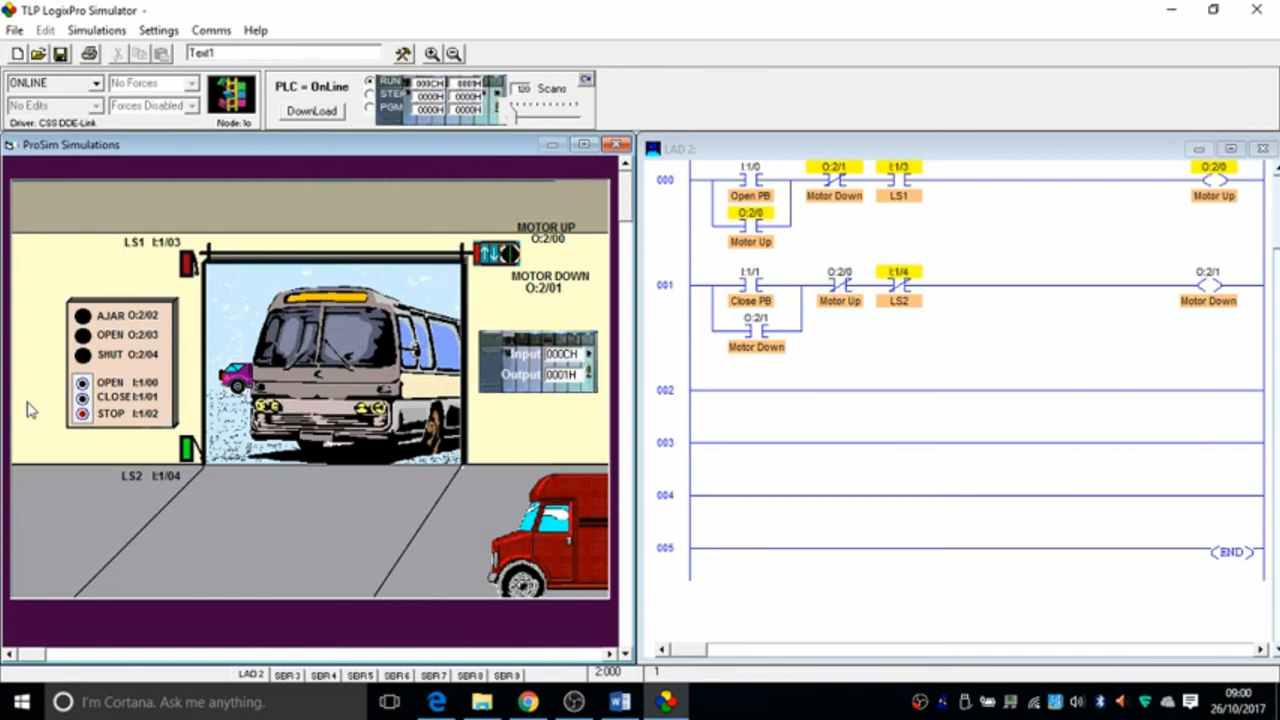 TLP LogixPro Simulator -
File Edit Simulations Settings Comms Help
Text1
ONLINE No Forces
No Edits Forces Disabled
Driver: CSS DDE-Link Node: 1o
PLC = OnLine
DownLoad
RUN 000CH 0001H
STEP 0000H 0000H
PGM 0000H 0000H
120 Scans
ProSim Simulations
LS1 I:1/03
MOTOR UP
O:2/00
MOTOR DOWN
O:2/01
AJAR O:2/02
OPEN O:2/03
SHUT O:2/04
OPEN I:1/00
CLOSE I:1/01
STOP I:1/02
Input 000CH
Output 0001H
LS2 I:1/04
LAD 2:
I:1/0 O:2/1 I:1/3 O:2/0
000
Open PB Motor Down LS1 Motor Up
O:2/0
Motor Up
I:1/1 O:2/0 I:1/4 O:2/1
001
Close PB Motor Up LS2 Motor Down
O:2/1
Motor Down
002
003
004
005 END
LAD 2 SBR 3 SBR 4 SBR 5 SBR 6 SBR 7 SBR 8 SBR 9 2:000 1
I'm Cortana. Ask me anything.
09:00
26/10/2017